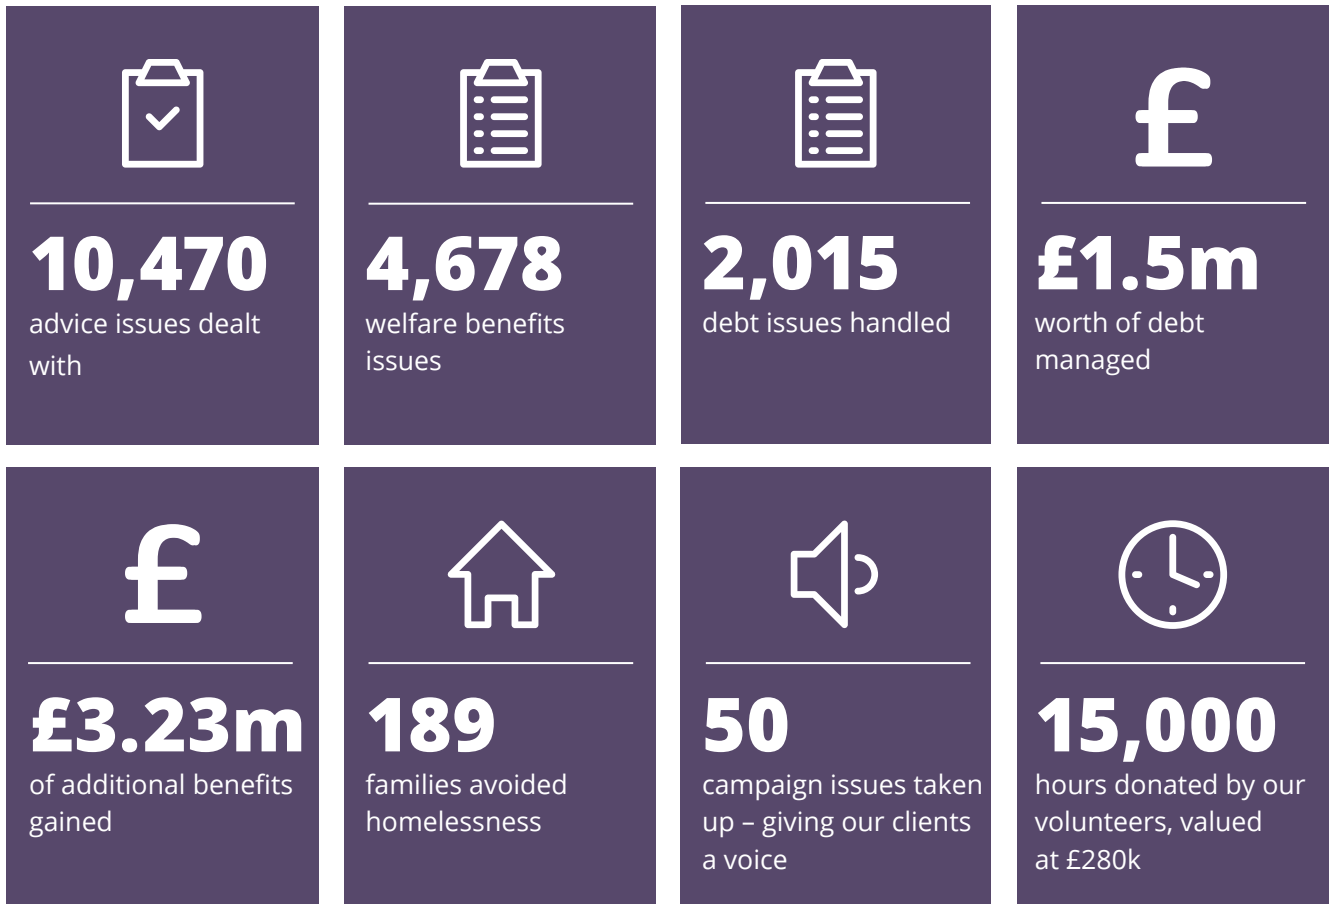 10,470
advice issues dealt
with
4,678
welfare benefits
issues
2,015
debt issues handled
£
£1.5m
worth of debt
managed
£
£3.23m
of additional benefits
gained
189
families avoided
homelessness
50
campaign issues taken
up – giving our clients
a voice
15,000
hours donated by our
volunteers, valued
at £280k